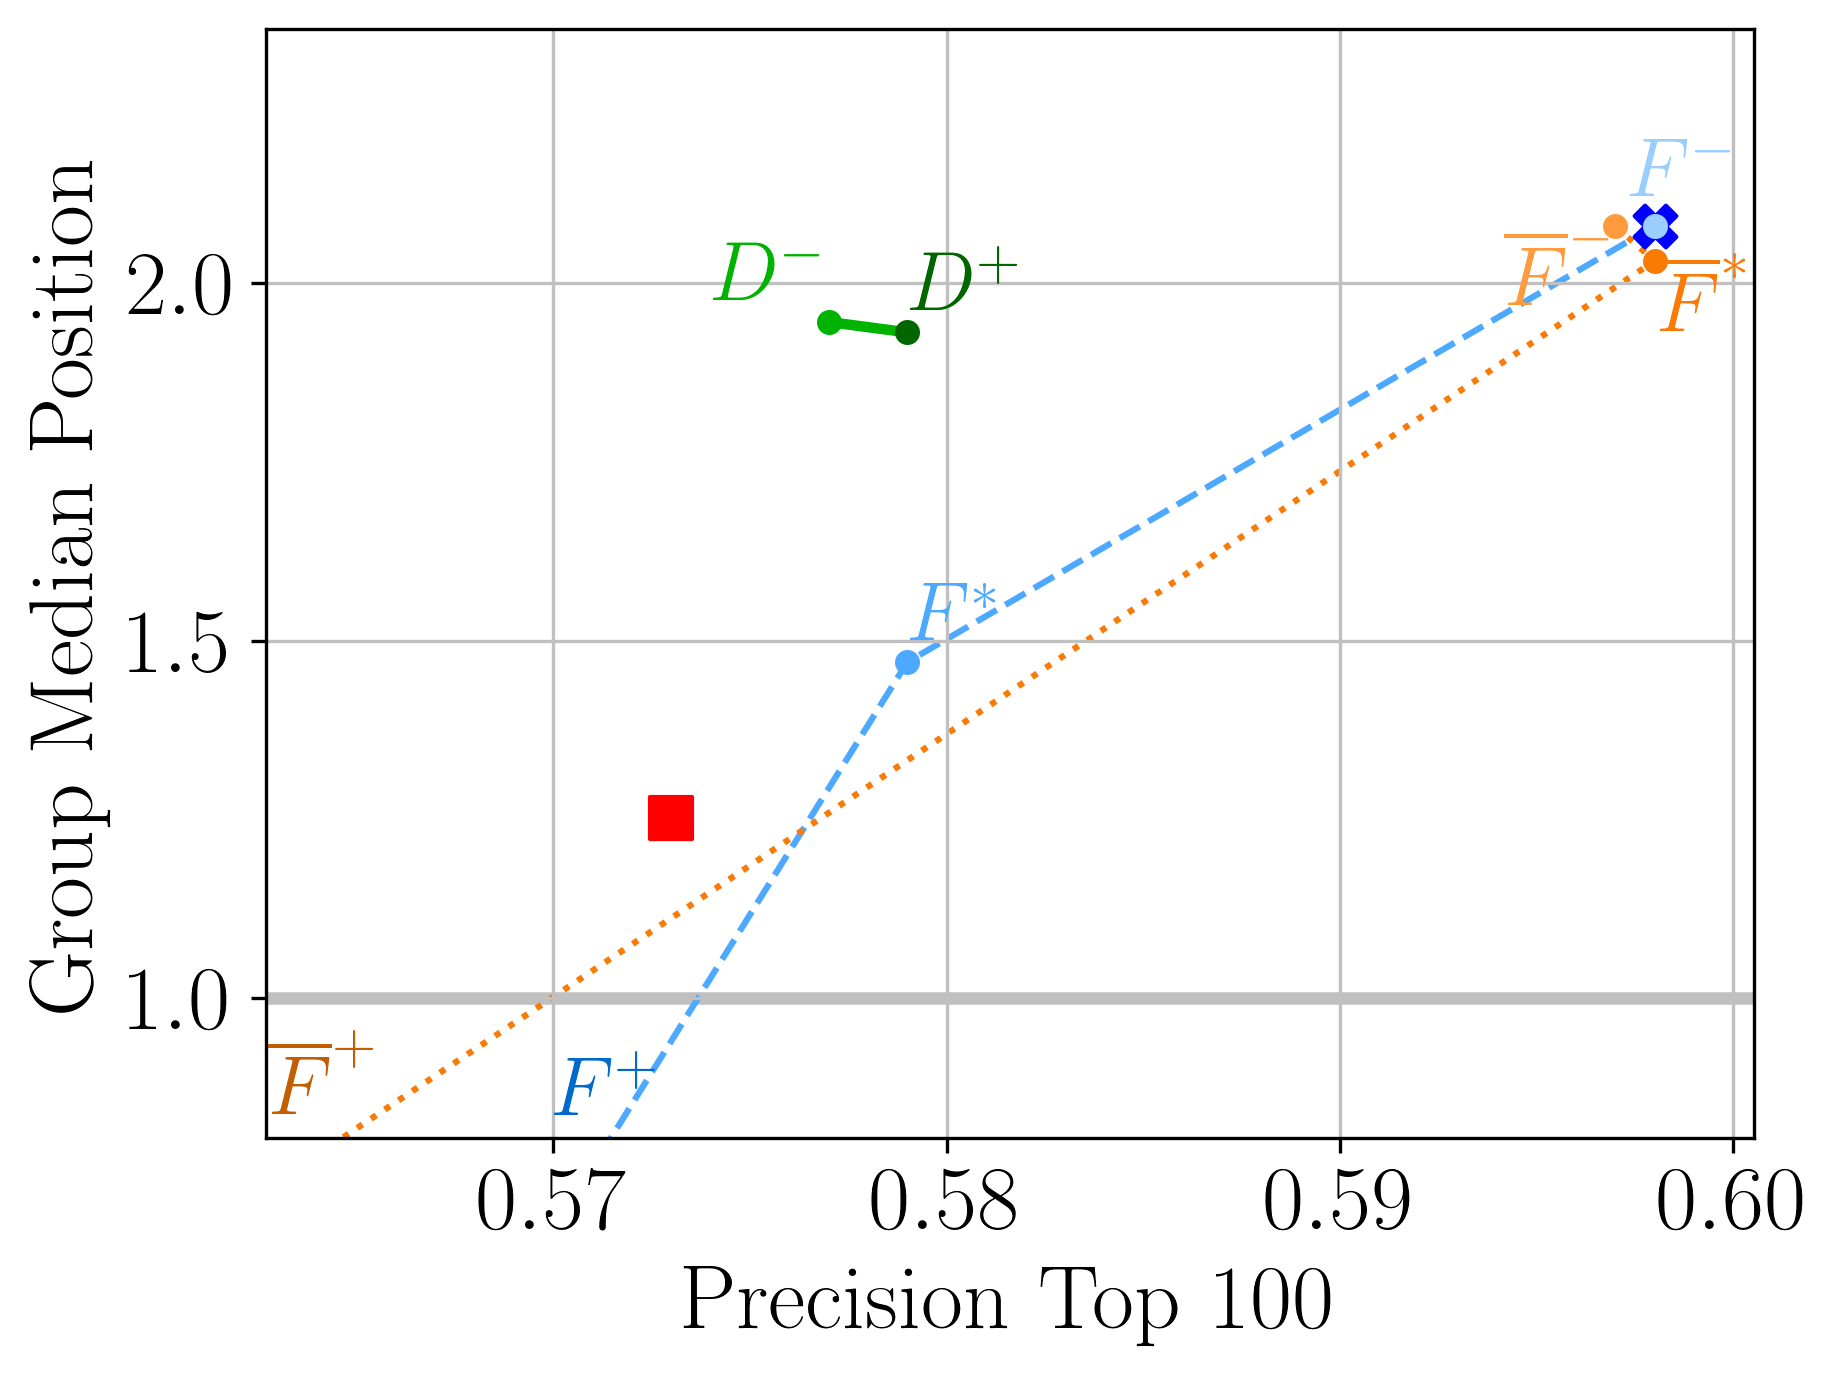 Group Median Position
2.0
1.5
1.0
F⁻
D⁻
D⁺
F̅⁻
F̅*
F*
F̅⁺
F⁺
0.57 0.58 0.59 0.60
Precision Top 100